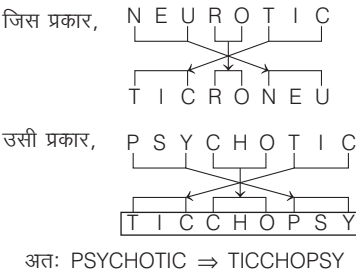 जिस प्रकार, N E U R O T I C
T I C R O N E U
उसी प्रकार, P S Y C H O T I C
T I C C H O P S Y
अतः PSYCHOTIC ⇒ TICCHOPSY